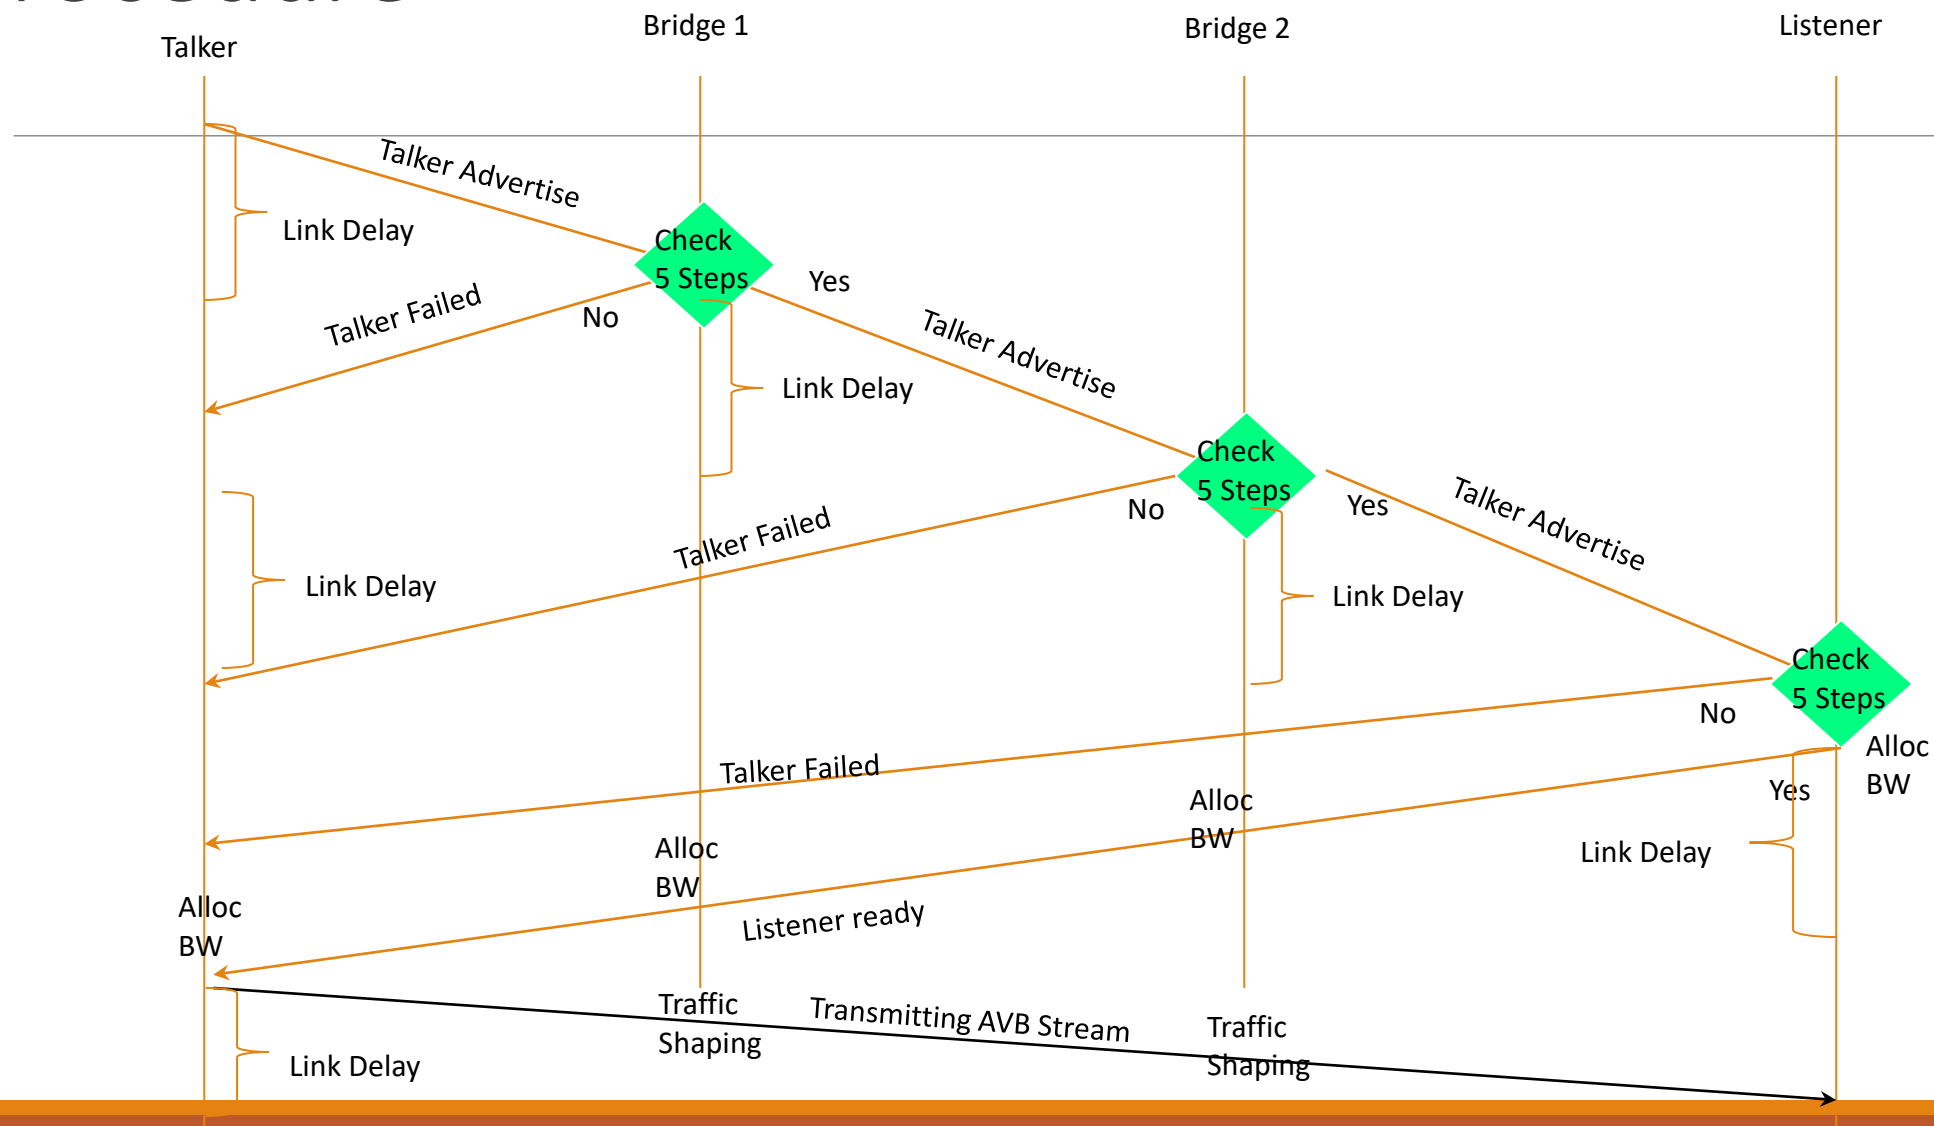 Talker
Bridge 1
Bridge 2
Listener
Talker Advertise
Link Delay
Check
5 Steps
Yes
Talker Failed
No
Talker Advertise
Link Delay
Check
5 Steps
No
Yes
Talker Advertise
Talker Failed
Link Delay
Link Delay
Check
5 Steps
No
Alloc
BW
Talker Failed
Yes
Alloc
BW
Link Delay
Alloc
BW
Alloc
BW
Listener ready
Traffic
Shaping
Transmitting AVB Stream
Traffic
Shaping
Link Delay